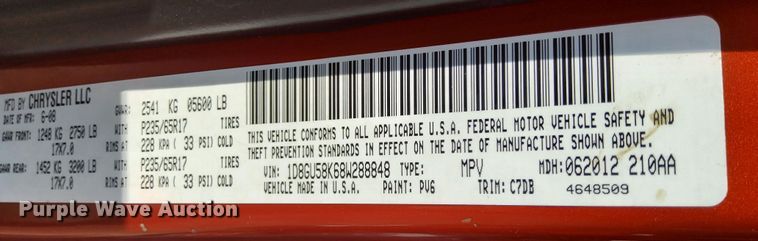 MFD BY CHRYSLER LLC
DATE OF MFR: 6-08
GAWR FRONT: 1248 KG 2750 LB
17X7.0
GAWR REAR: 1452 KG 3200 LB
17X7.0
GVWR: 2541 KG 05600 LB
WITH P235/65R17 TIRES
RIMS AT 228 KPA ( 33 PSI) COLD
WITH P235/65R17 TIRES
RIMS AT 228 KPA ( 33 PSI) COLD
THIS VEHICLE CONFORMS TO ALL APPLICABLE U.S.A. FEDERAL MOTOR VEHICLE SAFETY AND
THEFT PREVENTION STANDARDS IN EFFECT ON THE DATE OF MANUFACTURE SHOWN ABOVE.
VIN: 1D8GU58K68W288848 TYPE: MPV MDH: 062012 210AA
VEHICLE MADE IN U.S.A. PAINT: PV6 TRIM: C7DB 4648509
Purple Wave Auction